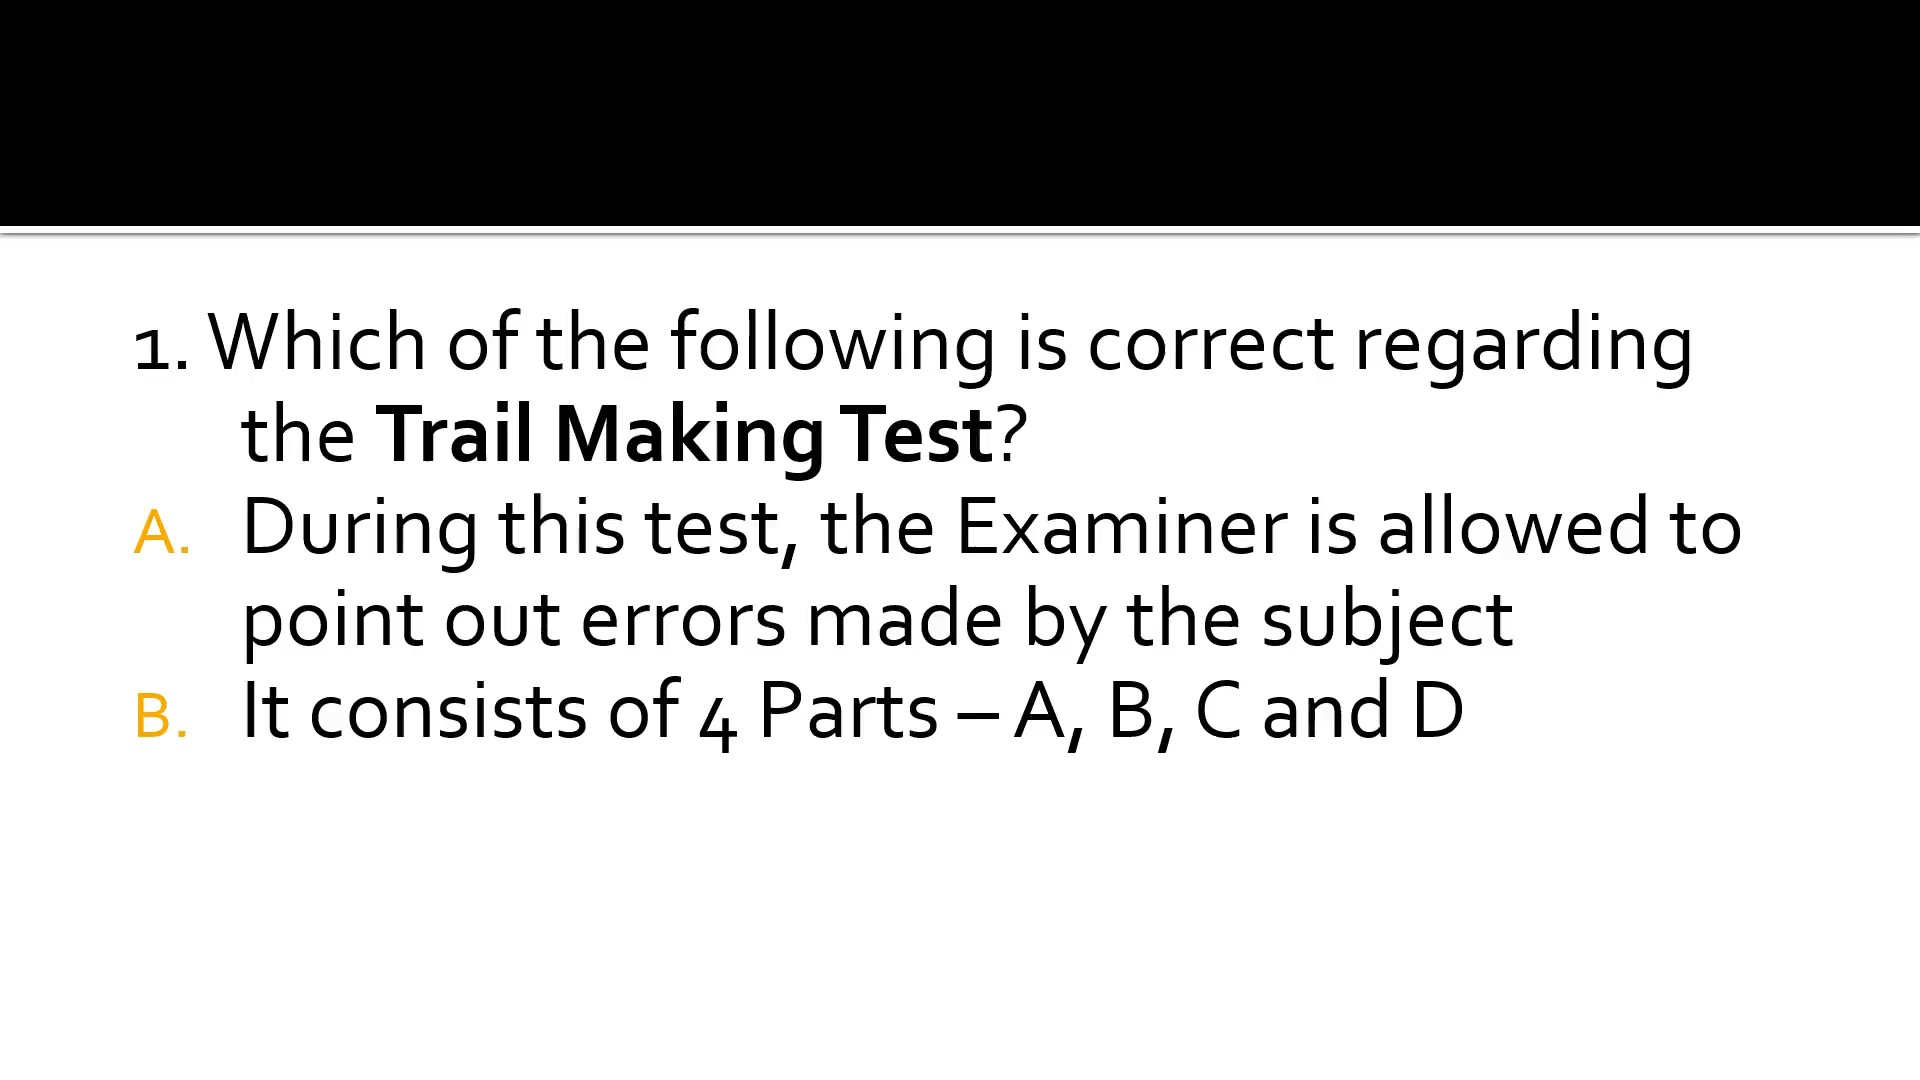 1. Which of the following is correct regarding
the Trail Making Test?
A. During this test, the Examiner is allowed to
point out errors made by the subject
B. It consists of 4 Parts – A, B, C and D